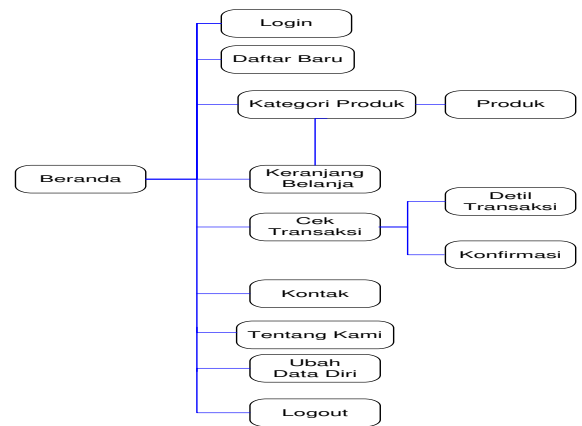 Login
Daftar Baru
Kategori Produk
Produk
Beranda
Keranjang
Belanja
Cek
Transaksi
Detil
Transaksi
Konfirmasi
Kontak
Tentang Kami
Ubah
Data Diri
Logout